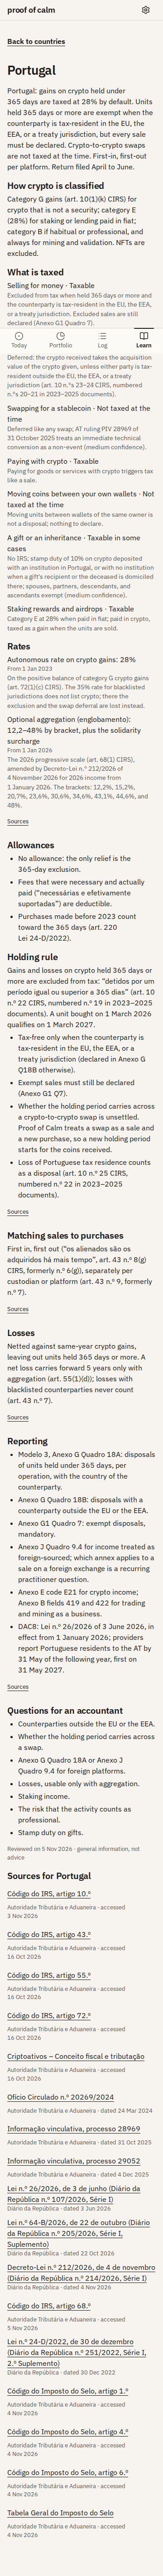 proof of calm
Back to countries
Portugal
Portugal: gains on crypto held under
365 days are taxed at 28% by default. Units
held 365 days or more are exempt when the
counterparty is tax-resident in the EU, the
EEA, or a treaty jurisdiction, but every sale
must be declared. Crypto-to-crypto swaps
are not taxed at the time. First-in, first-out
per platform. Return filed April to June.
How crypto is classified
Category G gains (art. 10(1)(k) CIRS) for
crypto that is not a security; category E
(28%) for staking or lending paid in fiat;
category B if habitual or professional, and
always for mining and validation. NFTs are
excluded.
What is taxed
Selling for money · Taxable
Excluded from tax when held 365 days or more and
the counterparty is tax-resident in the EU, the EEA,
or a treaty jurisdiction. Excluded sales are still
declared (Anexo G1 Quadro 7).
Today
Portfolio
Log
Learn
Deferred: the crypto received takes the acquisition
value of the crypto given, unless either party is tax-
resident outside the EU, the EEA, or a treaty
jurisdiction (art. 10 n.ºs 23–24 CIRS, numbered
n.ºs 20–21 in 2023–2025 documents).
Swapping for a stablecoin · Not taxed at the
time
Deferred like any swap; AT ruling PIV 28969 of
31 October 2025 treats an immediate technical
conversion as a non-event (medium confidence).
Paying with crypto · Taxable
Paying for goods or services with crypto triggers tax
like a sale.
Moving coins between your own wallets · Not
taxed at the time
Moving units between wallets of the same owner is
not a disposal; nothing to declare.
A gift or an inheritance · Taxable in some
cases
No IRS; stamp duty of 10% on crypto deposited
with an institution in Portugal, or with no institution
when a gift's recipient or the deceased is domiciled
there; spouses, partners, descendants, and
ascendants exempt (medium confidence).
Staking rewards and airdrops · Taxable
Category E at 28% when paid in fiat; paid in crypto,
taxed as a gain when the units are sold.
Rates
Autonomous rate on crypto gains: 28%
From 1 Jan 2023
On the positive balance of category G crypto gains
(art. 72(1)(c) CIRS). The 35% rate for blacklisted
jurisdictions does not list crypto; there the
exclusion and the swap deferral are lost instead.
Optional aggregation (englobamento):
12,2–48% by bracket, plus the solidarity
surcharge
From 1 Jan 2026
The 2026 progressive scale (art. 68(1) CIRS),
amended by Decreto-Lei n.º 212/2026 of
4 November 2026 for 2026 income from
1 January 2026. The brackets: 12,2%, 15,2%,
20,7%, 23,6%, 30,6%, 34,6%, 43,1%, 44,6%, and
48%.
Sources
Allowances
• No allowance: the only relief is the
365-day exclusion.
• Fees that were necessary and actually
paid (“necessárias e efetivamente
suportadas”) are deductible.
• Purchases made before 2023 count
toward the 365 days (art. 220
Lei 24-D/2022).
Holding rule
Gains and losses on crypto held 365 days or
more are excluded from tax: “detidos por um
período igual ou superior a 365 dias” (art. 10
n.º 22 CIRS, numbered n.º 19 in 2023–2025
documents). A unit bought on 1 March 2026
qualifies on 1 March 2027.
• Tax-free only when the counterparty is
tax-resident in the EU, the EEA, or a
treaty jurisdiction (declared in Anexo G
Q18B otherwise).
• Exempt sales must still be declared
(Anexo G1 Q7).
• Whether the holding period carries across
a crypto-to-crypto swap is unsettled.
Proof of Calm treats a swap as a sale and
a new purchase, so a new holding period
starts for the coins received.
• Loss of Portuguese tax residence counts
as a disposal (art. 10 n.º 25 CIRS,
numbered n.º 22 in 2023–2025
documents).
Sources
Matching sales to purchases
First in, first out (“os alienados são os
adquiridos há mais tempo”, art. 43 n.º 8(g)
CIRS, formerly n.º 6(g)), separately per
custodian or platform (art. 43 n.º 9, formerly
n.º 7).
Sources
Losses
Netted against same-year crypto gains,
leaving out units held 365 days or more. A
net loss carries forward 5 years only with
aggregation (art. 55(1)(d)); losses with
blacklisted counterparties never count
(art. 43 n.º).
Sources
Reporting
• Modelo 3, Anexo G Quadro 18A: disposals
of units held under 365 days, per
operation, with the country of the
counterparty.
• Anexo G Quadro 18B: disposals with a
counterparty outside the EU or the EEA.
• Anexo G1 Quadro 7: exempt disposals,
mandatory.
• Anexo J Quadro 9.4 for income treated as
foreign-sourced; which annex applies to a
sale on a foreign exchange is a recurring
practitioner question.
• Anexo E code E21 for crypto income;
Anexo B fields 419 and 422 for trading
and mining as a business.
• DAC8: Lei n.º 26/2026 of 3 June 2026, in
effect from 1 January 2026; providers
report Portuguese residents to the AT by
31 May of the following year, first on
31 May 2027.
Sources
Questions for an accountant
• Counterparties outside the EU or the EEA.
• Whether the holding period carries across
a swap.
• Anexo G Quadro 18A or Anexo J
Quadro 9.4 for foreign platforms.
• Losses, usable only with aggregation.
• Staking income.
• The risk that the activity counts as
professional.
• Stamp duty on gifts.
Reviewed on 5 Nov 2026 · general information, not
advice
Sources for Portugal
Código do IRS, artigo 10.º
Autoridade Tributária e Aduaneira · accessed
3 Nov 2026
Código do IRS, artigo 43.º
Autoridade Tributária e Aduaneira · accessed
16 Oct 2026
Código do IRS, artigo 55.º
Autoridade Tributária e Aduaneira · accessed
16 Oct 2026
Código do IRS, artigo 72.º
Autoridade Tributária e Aduaneira · accessed
16 Oct 2026
Criptoativos – Conceito fiscal e tributação
Autoridade Tributária e Aduaneira · accessed
16 Oct 2026
Ofício Circulado n.º 20269/2024
Autoridade Tributária e Aduaneira · dated 24 Mar 2024
Informação vinculativa, processo 28969
Autoridade Tributária e Aduaneira · dated 31 Oct 2025
Informação vinculativa, processo 29052
Autoridade Tributária e Aduaneira · dated 4 Dec 2025
Lei n.º 26/2026, de 3 de junho (Diário da
República n.º 107/2026, Série I)
Diário da República · dated 3 Jun 2026
Lei n.º 64-B/2026, de 22 de outubro (Diário
da República n.º 205/2026, Série I,
Suplemento)
Diário da República · dated 22 Oct 2026
Decreto-Lei n.º 212/2026, de 4 de novembro
(Diário da República n.º 214/2026, Série I)
Diário da República · dated 4 Nov 2026
Código do IRS, artigo 68.º
Autoridade Tributária e Aduaneira · accessed
5 Nov 2026
Lei n.º 24-D/2022, de 30 de dezembro
(Diário da República n.º 251/2022, Série I,
2.º Suplemento)
Diário da República · dated 30 Dec 2022
Código do Imposto do Selo, artigo 1.º
Autoridade Tributária e Aduaneira · accessed
4 Nov 2026
Código do Imposto do Selo, artigo 4.º
Autoridade Tributária e Aduaneira · accessed
4 Nov 2026
Código do Imposto do Selo, artigo 6.º
Autoridade Tributária e Aduaneira · accessed
4 Nov 2026
Tabela Geral do Imposto do Selo
Autoridade Tributária e Aduaneira · accessed
4 Nov 2026